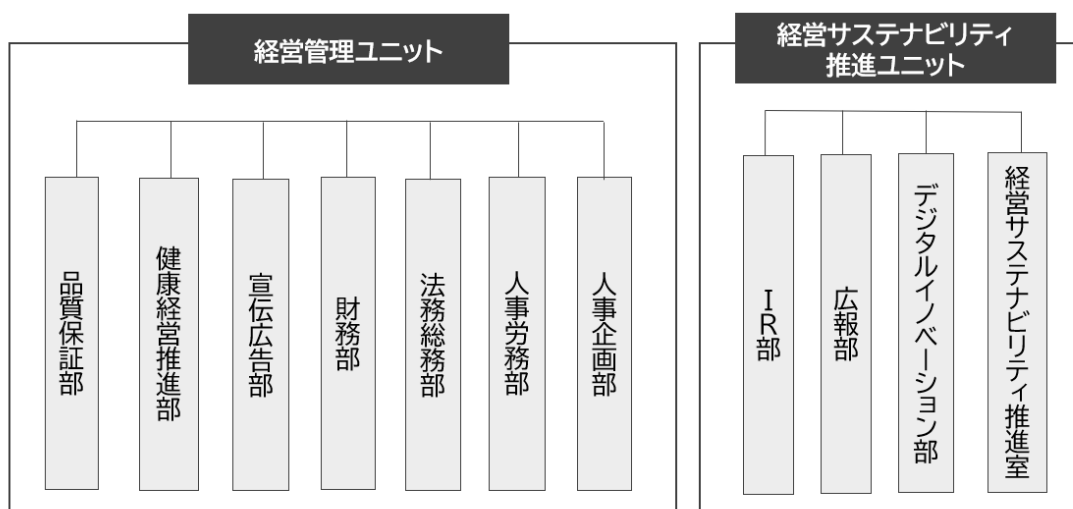 経営管理ユニット
品質保証部
健康経営推進部
宣伝広告部
財務部
法務総務部
人事労務部
人事企画部
経営サステナビリティ
推進ユニット
IR部
広報部
デジタルイノベーション部
経営サステナビリティ推進室